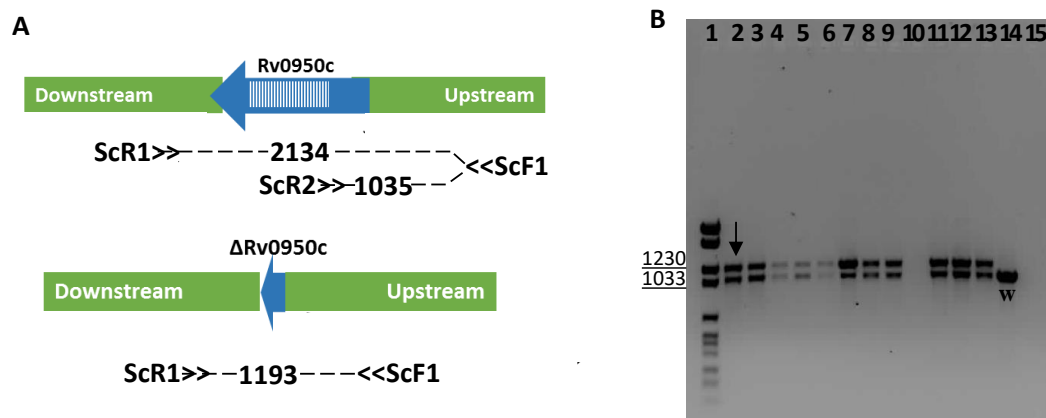 A
Rv0950c
Downstream Upstream
ScR1>> 2134
<<ScF1
ScR2>> 1035
ΔRv0950c
Downstream Upstream
ScR1>> 1193 <<ScF1
B
1 2 3 4 5 6 7 8 9 10 11 12 13 14 15
1230
1033
w